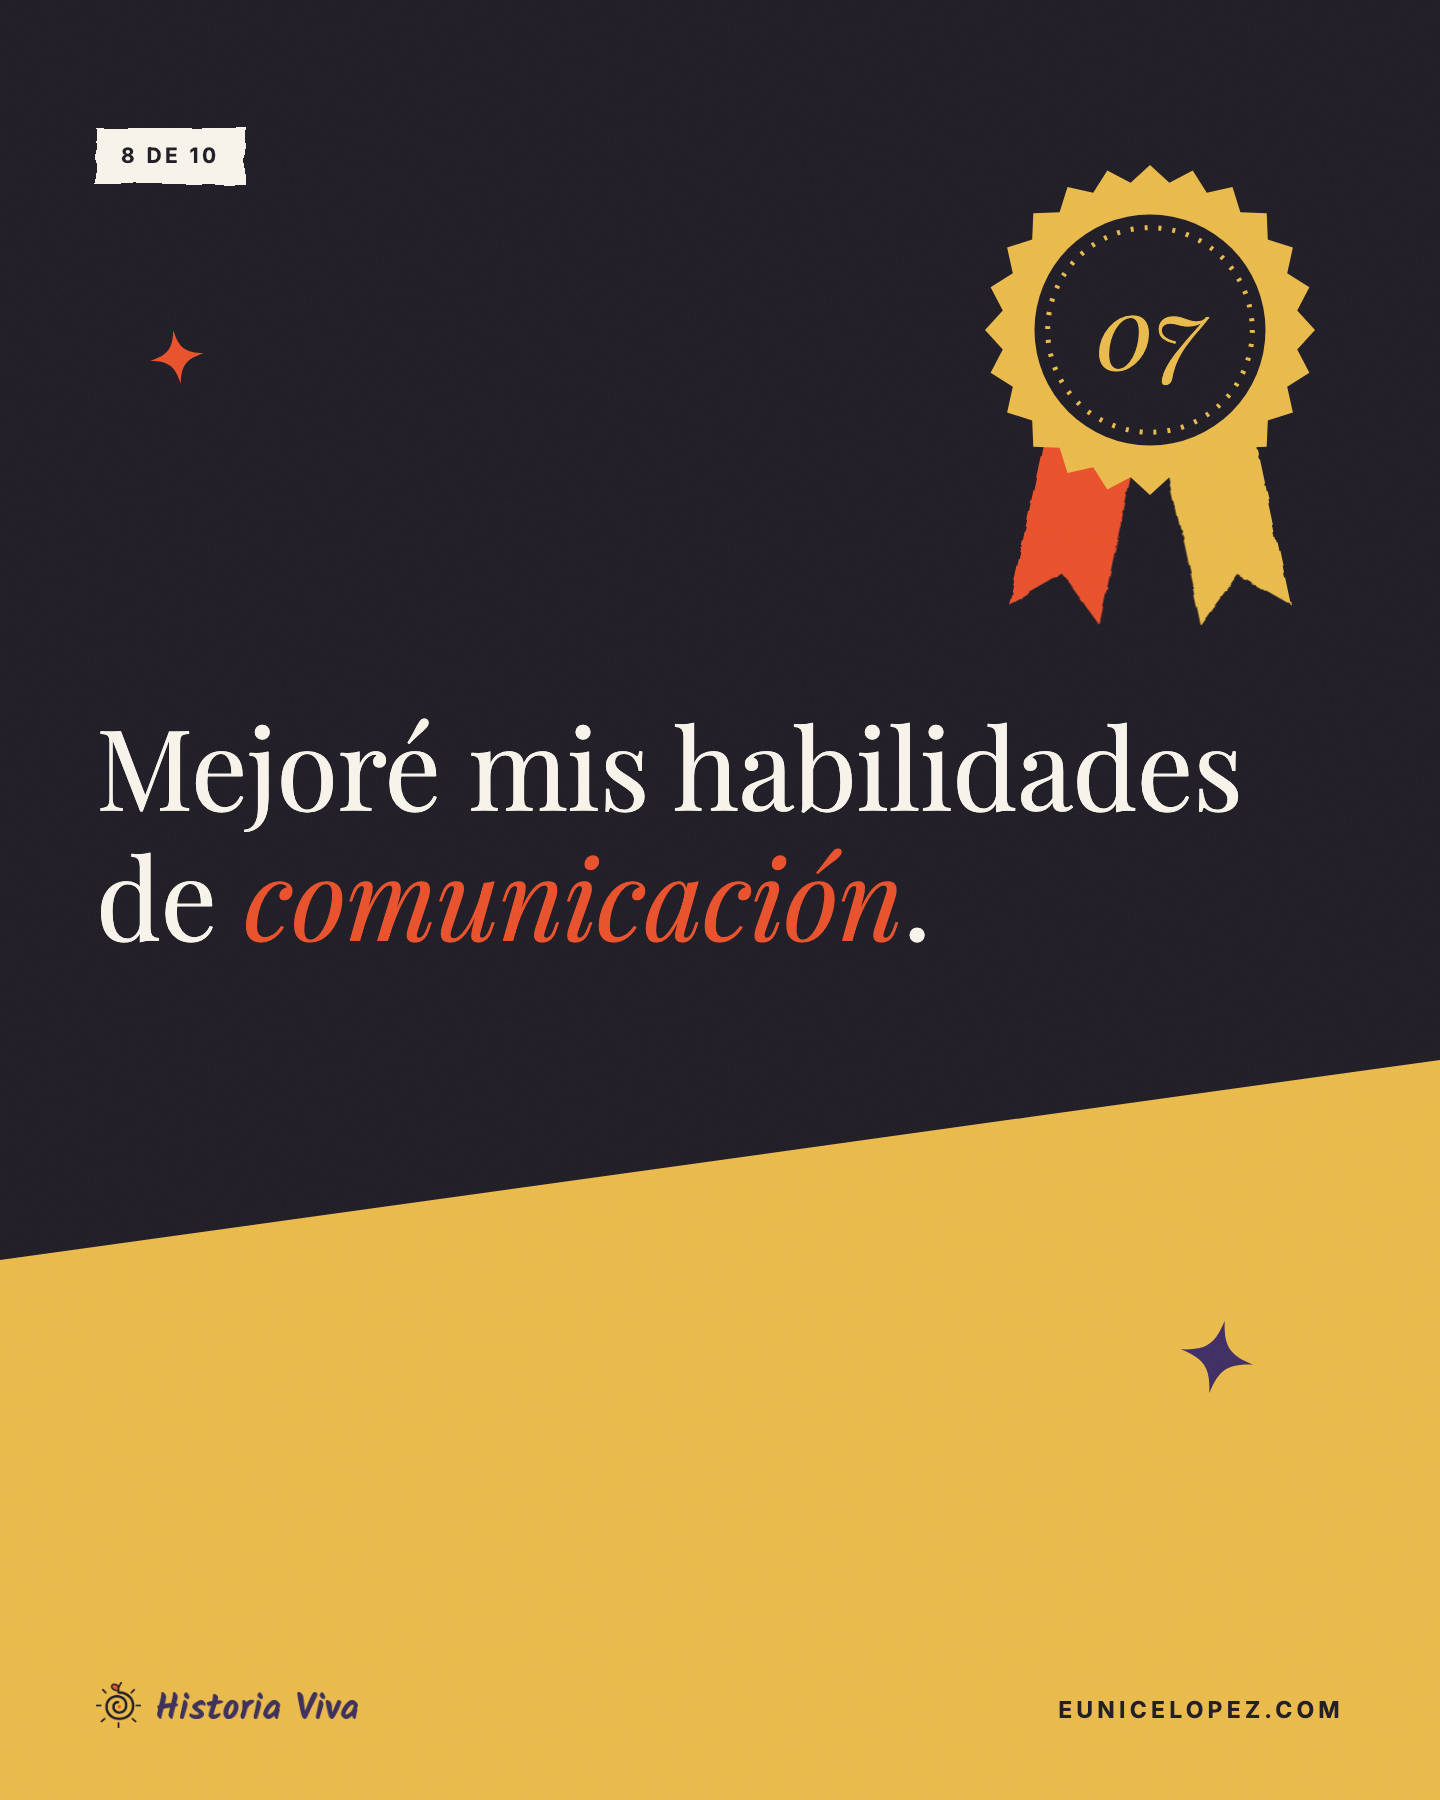 8 DE 10
07
Mejoré mis habilidades
de comunicación.
Historia Viva
EUNICELOPEZ.COM